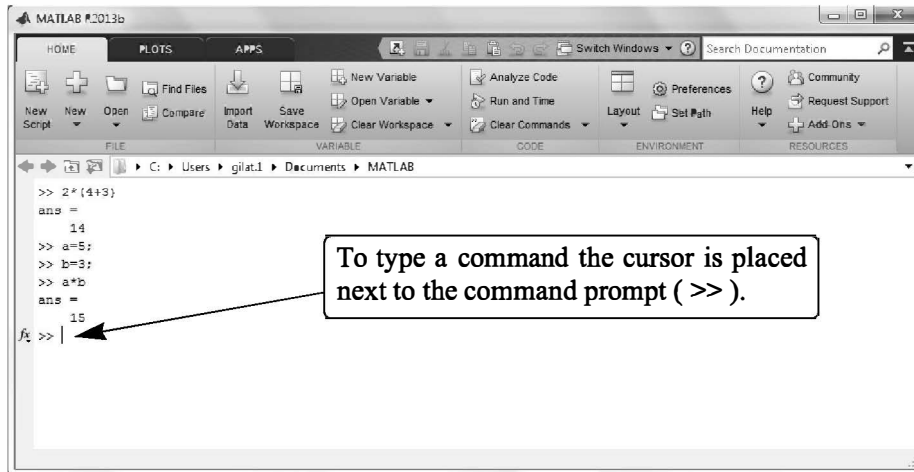 MATLAB R2013b
HOME PLOTS APPS Switch Windows ? Search Documentation
New Script
New
Open
Find Files
Compare
Import Data
Save Workspace
New Variable
Open Variable
Clear Workspace
Analyze Code
Run and Time
Clear Commands
Layout
Preferences
Set Path
? Help
Community
Request Support
Add-Ons
FILE VARIABLE CODE ENVIRONMENT RESOURCES
C: Users gilat.1 Documents MATLAB
>> 2*(4+3)
ans =
14
>> a=5;
>> b=3;
>> a*b
ans =
15
fx >>
To type a command the cursor is placed
next to the command prompt ( >> ).